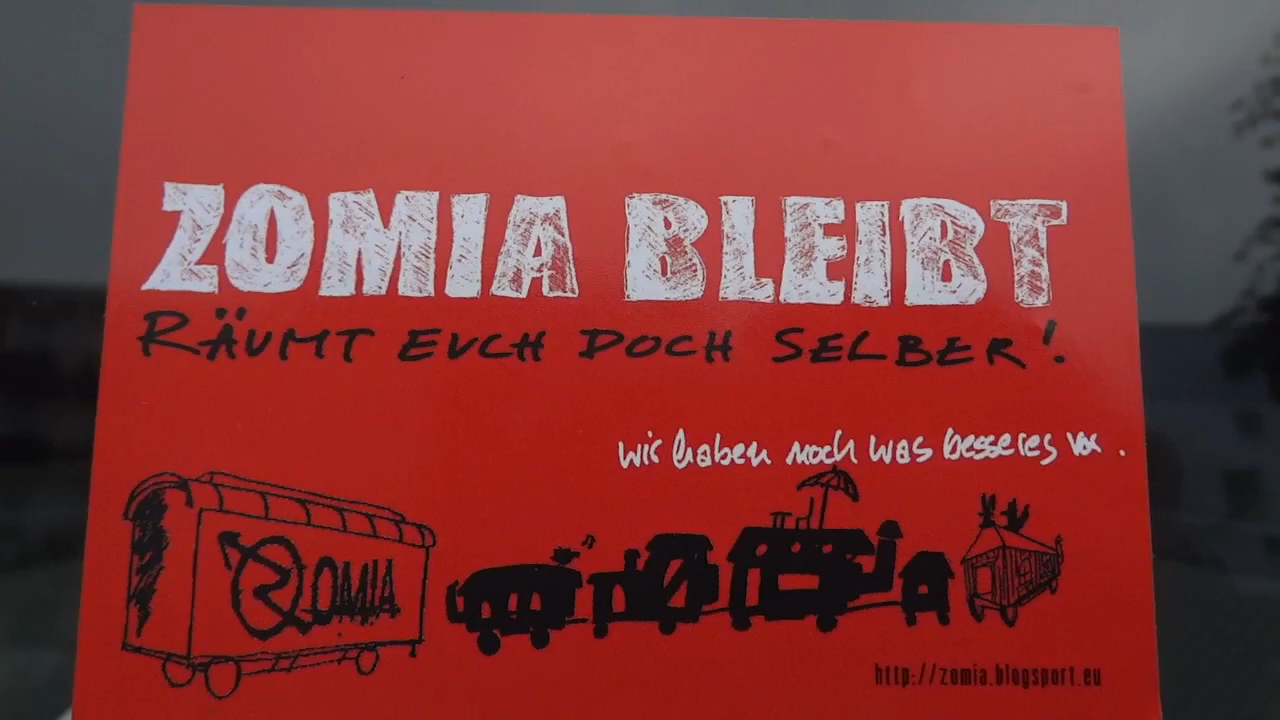 ZOMIA BLEIBT
RÄUMT EUCH DOCH SELBER!
wir haben noch was besseres vor.
ZOMIA
http://zomia.blogsport.eu